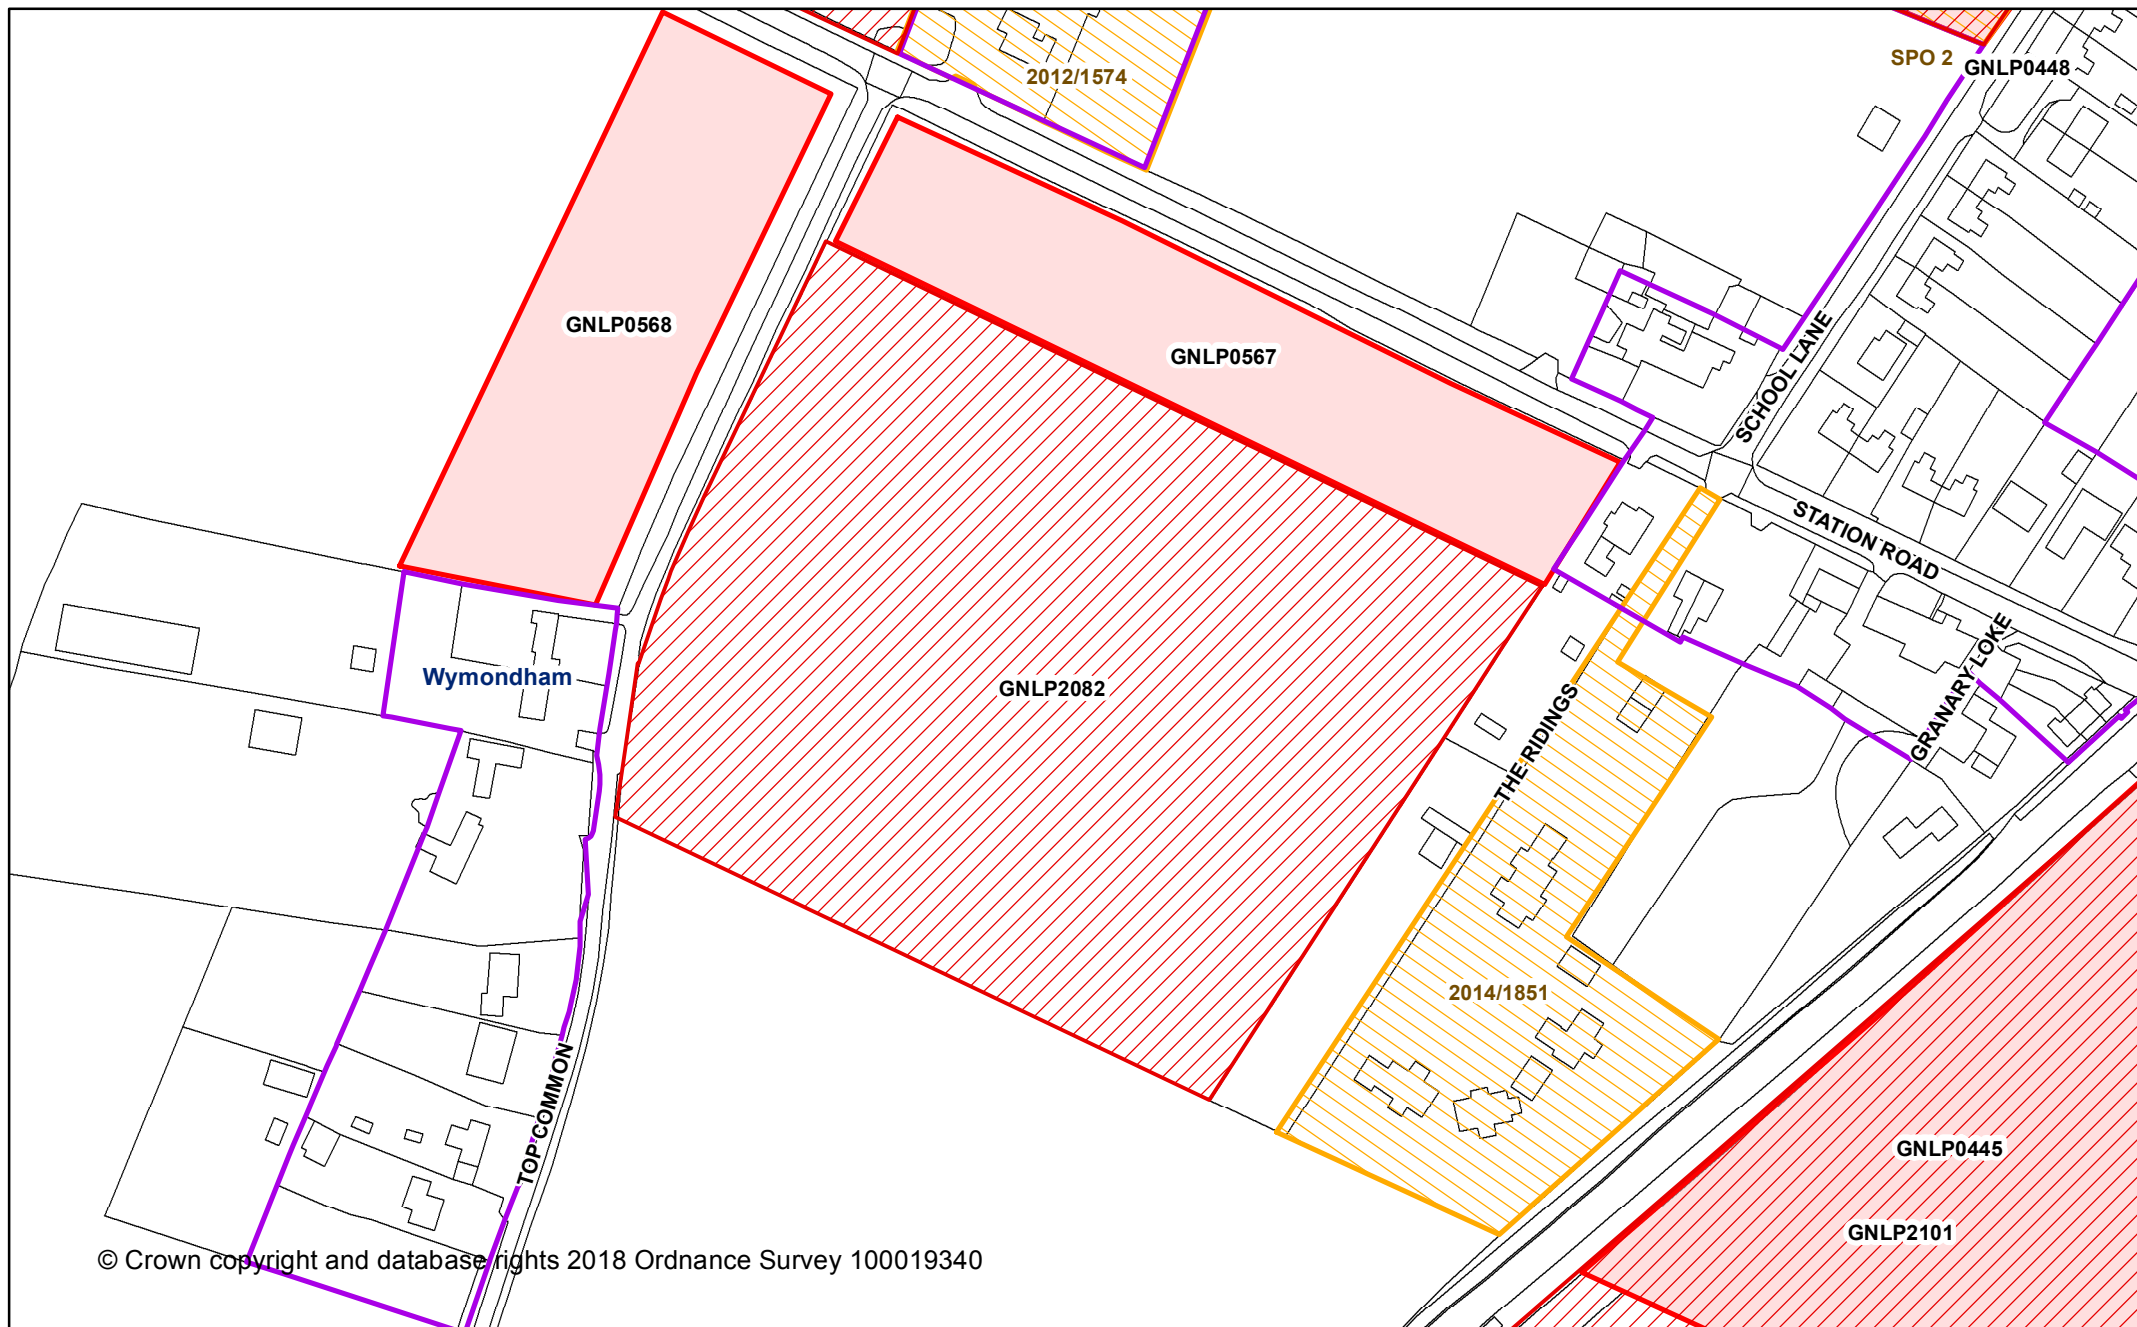 SPO 2
GNLP0448
2012/1574
GNLP0568
GNLP0567
SCHOOL LANE
STATION ROAD
Wymondham
GNLP2082
GRANARY LOKE
THE RIDINGS
2014/1851
TOP COMMON
GNLP0445
GNLP2101
© Crown copyright and database rights 2018 Ordnance Survey 100019340